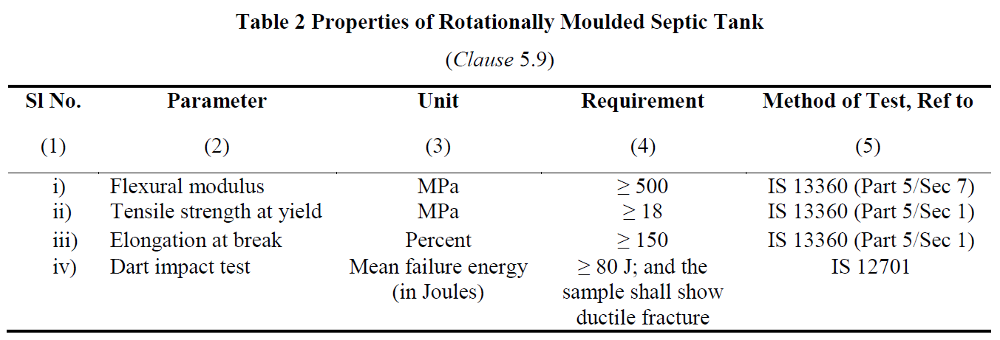 Table 2 Properties of Rotationally Moulded Septic Tank
(Clause 5.9)
Sl No. Parameter Unit Requirement Method of Test, Ref to
(1) (2) (3) (4) (5)
i) Flexural modulus MPa ≥ 500 IS 13360 (Part 5/Sec 7)
ii) Tensile strength at yield MPa ≥ 18 IS 13360 (Part 5/Sec 1)
iii) Elongation at break Percent ≥ 150 IS 13360 (Part 5/Sec 1)
iv) Dart impact test Mean failure energy ≥ 80 J; and the IS 12701
(in Joules) sample shall show
ductile fracture